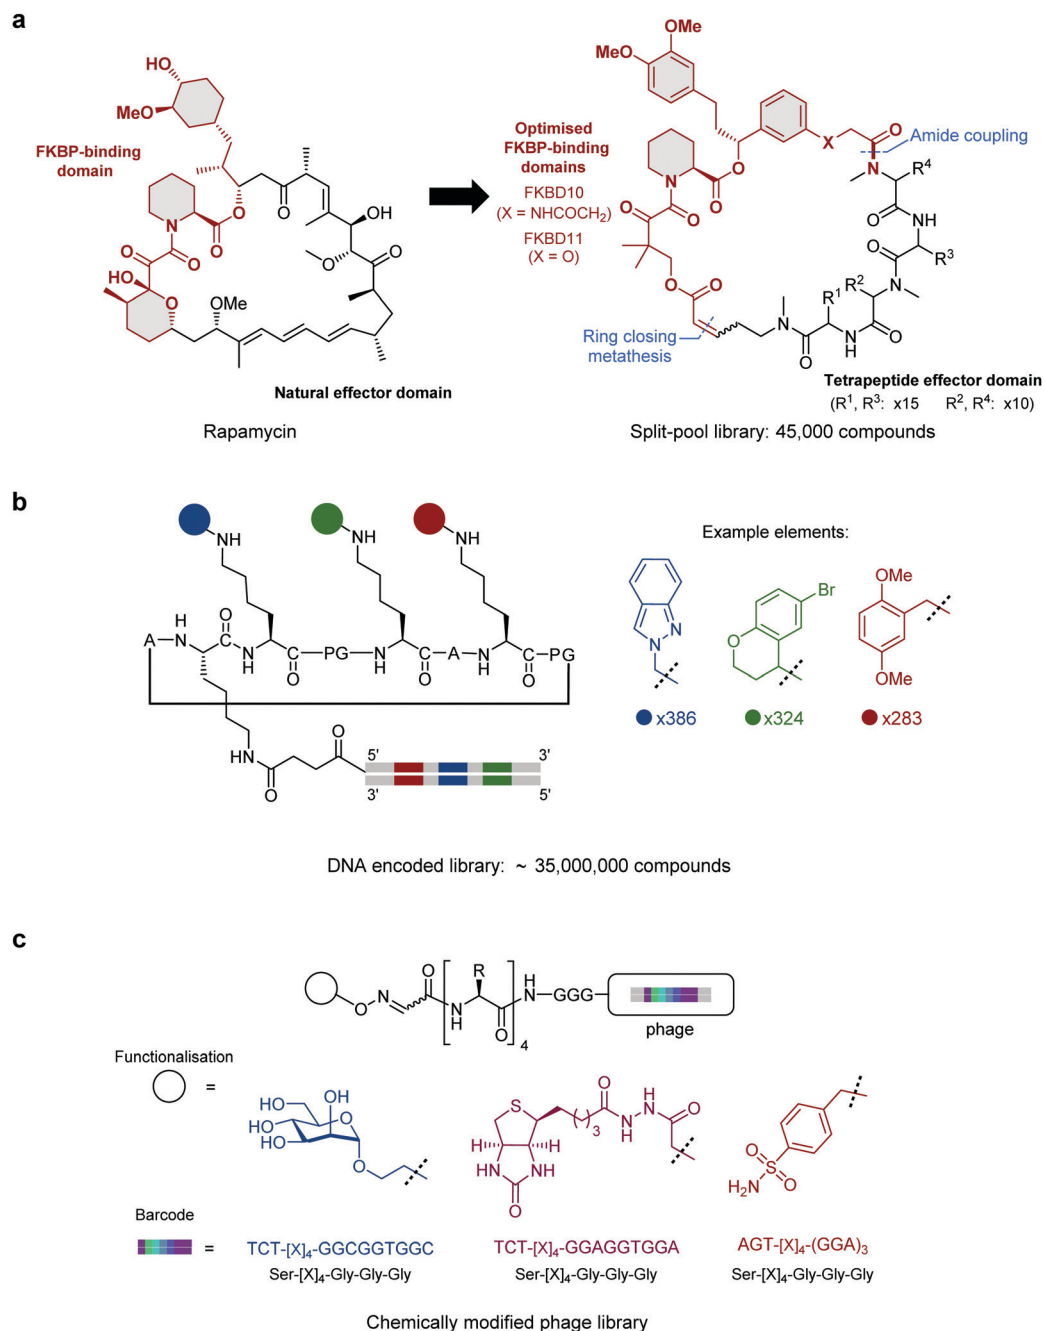 a
HO
MeO
FKBP-binding
domain
O
O
N
O
O
O
HO
O
OMe
O
OH
O
O
Natural effector domain
Rapamycin
OMe
MeO
Optimised
FKBP-binding
domains
FKBD10
(X = NHCOCH₂)
FKBD11
(X = O)
N
O
O
O
O
O
O
X
O
Amide coupling
N
R⁴
O
NH
O
R³
R²
N
R¹
N
O
N
H
O
Ring closing
metathesis
Tetrapeptide effector domain
(R¹, R³: x15 R², R⁴: x10)
Split-pool library: 45,000 compounds
b
NH
NH
NH
A
H
N
O
N
H
O
PG
N
H
O
A
N
H
O
PG
HN
O
O
5' 3'
3' 5'
Example elements:
N
N
O
Br
OMe
OMe
x386
x324
x283
DNA encoded library: ~ 35,000,000 compounds
c
O
N
O
N
H
R
O
4
H
N
GGG
phage
Functionalisation
=
HO
OH
HO
HO
O
O
S
H
H
HN
NH
O
3
O
N
H
H
N
O
O
S
O
H₂N
Barcode
=
TCT-[X]₄-GGCGGTGGC
Ser-[X]₄-Gly-Gly-Gly
TCT-[X]₄-GGAGGTGGA
Ser-[X]₄-Gly-Gly-Gly
AGT-[X]₄-(GGA)₃
Ser-[X]₄-Gly-Gly-Gly
Chemically modified phage library